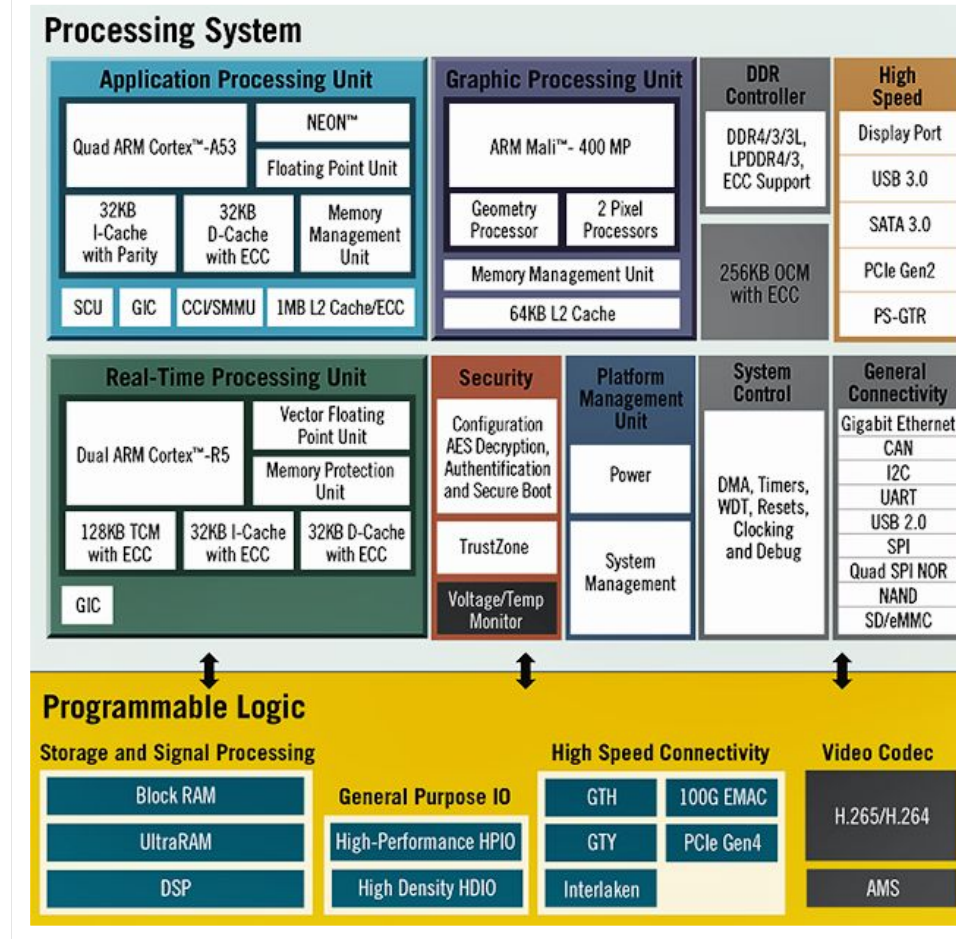 Processing System
Application Processing Unit
Quad ARM Cortex™-A53
NEON™
Floating Point Unit
32KB
I-Cache
with Parity
32KB
D-Cache
with ECC
Memory
Management
Unit
SCU
GIC
CCI/SMMU
1MB L2 Cache/ECC
Graphic Processing Unit
ARM Mali™- 400 MP
Geometry
Processor
2 Pixel
Processors
Memory Management Unit
64KB L2 Cache
DDR
Controller
DDR4/3/3L,
LPDDR4/3,
ECC Support
256KB OCM
with ECC
High
Speed
Display Port
USB 3.0
SATA 3.0
PCIe Gen2
PS-GTR
Real-Time Processing Unit
Dual ARM Cortex™-R5
Vector Floating
Point Unit
Memory Protection
Unit
128KB TCM
with ECC
32KB I-Cache
with ECC
32KB D-Cache
with ECC
GIC
Security
Configuration
AES Decryption,
Authentification
and Secure Boot
TrustZone
Voltage/Temp
Monitor
Platform
Management
Unit
Power
System
Management
System
Control
DMA, Timers,
WDT, Resets,
Clocking
and Debug
General
Connectivity
Gigabit Ethernet
CAN
I2C
UART
USB 2.0
SPI
Quad SPI NOR
NAND
SD/eMMC
Programmable Logic
Storage and Signal Processing
Block RAM
UltraRAM
DSP
General Purpose IO
High-Performance HPIO
High Density HDIO
High Speed Connectivity
GTH
100G EMAC
GTY
PCIe Gen4
Interlaken
Video Codec
H.265/H.264
AMS